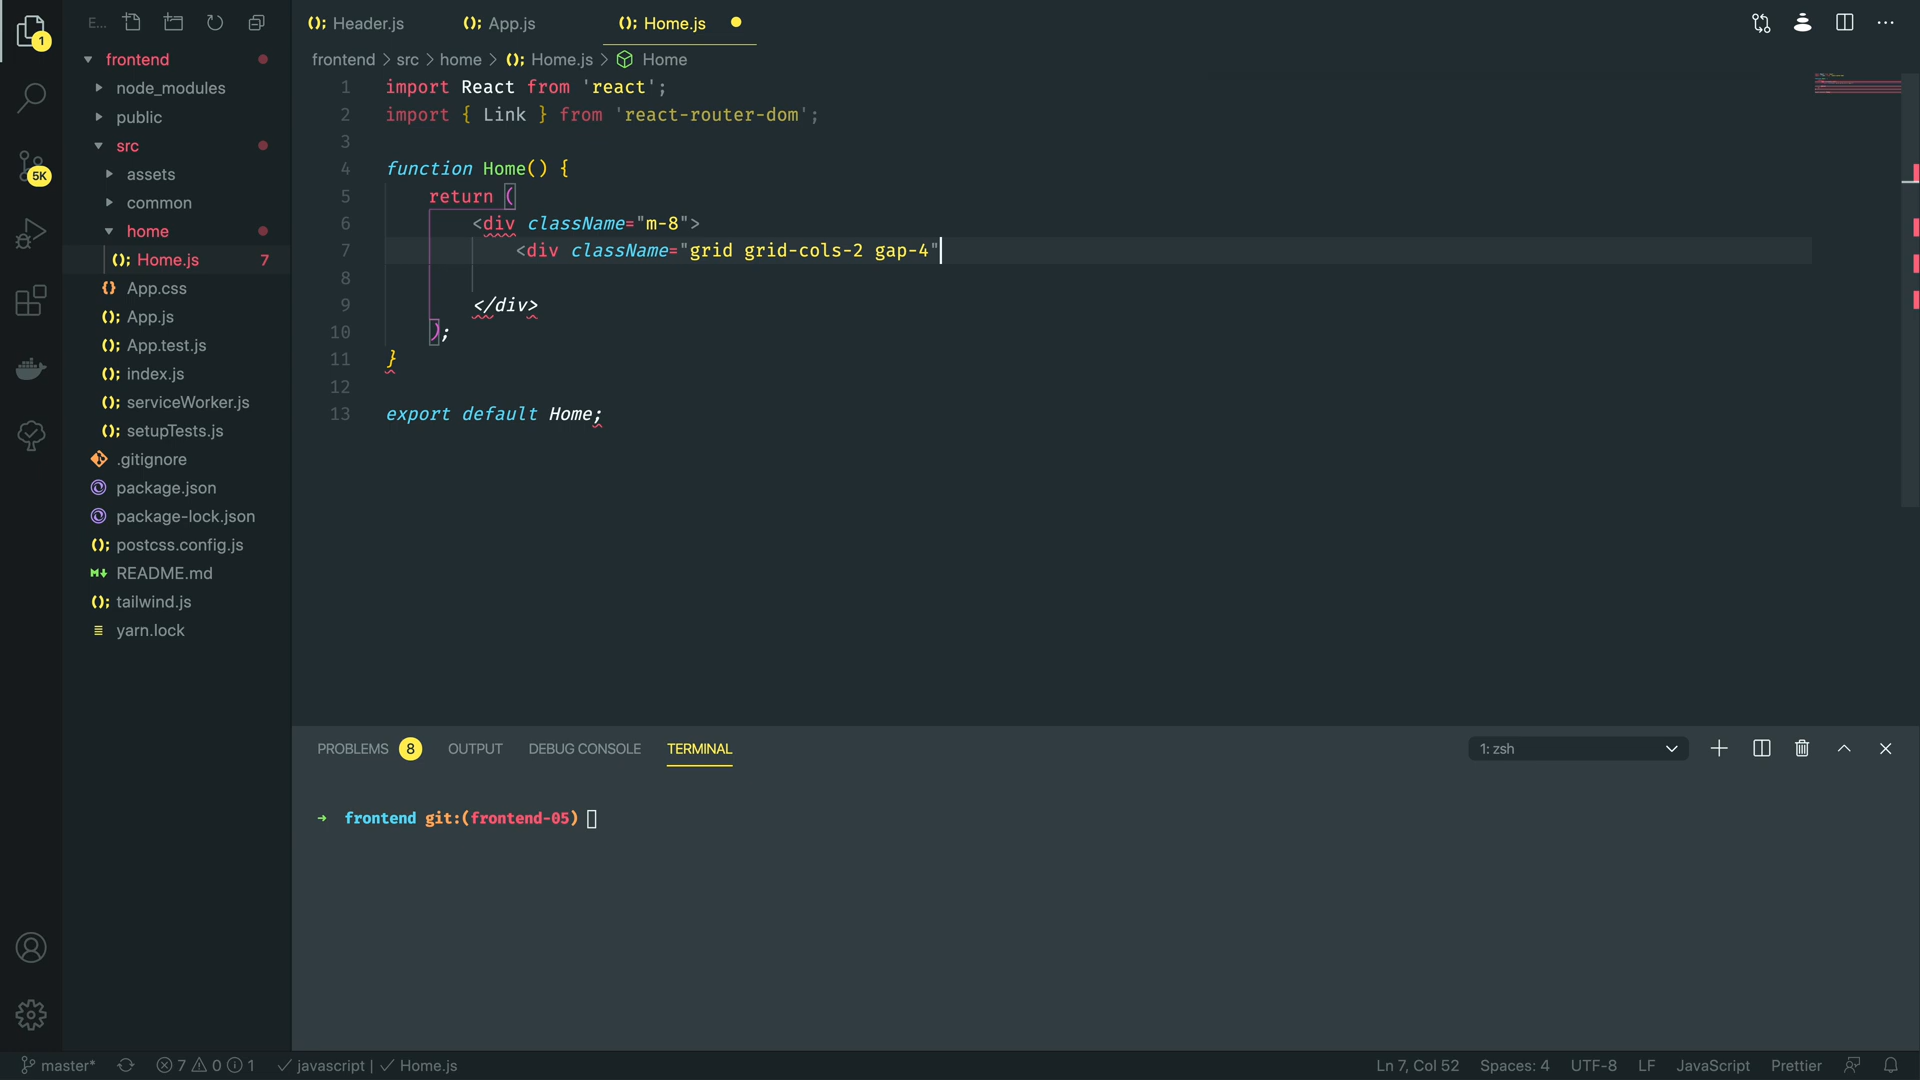 1
5K
E...
frontend
node_modules
public
src
assets
common
home
(); Home.js 7
{} App.css
(); App.js
(); App.test.js
(); index.js
(); serviceWorker.js
(); setupTests.js
.gitignore
package.json
package-lock.json
(); postcss.config.js
M↓ README.md
(); tailwind.js
yarn.lock
(); Header.js (); App.js (); Home.js
frontend > src > home > (); Home.js > Home
1 import React from 'react';
2 import { Link } from 'react-router-dom';
3
4 function Home() {
5 return (
6 <div className="m-8">
7 <div className="grid grid-cols-2 gap-4"
8
9 </div>
10 );
11 }
12
13 export default Home;
PROBLEMS 8 OUTPUT DEBUG CONSOLE TERMINAL 1: zsh
→ frontend git:(frontend-05)
master* 7 0 1 ✓ javascript | ✓ Home.js Ln 7, Col 52 Spaces: 4 UTF-8 LF JavaScript Prettier